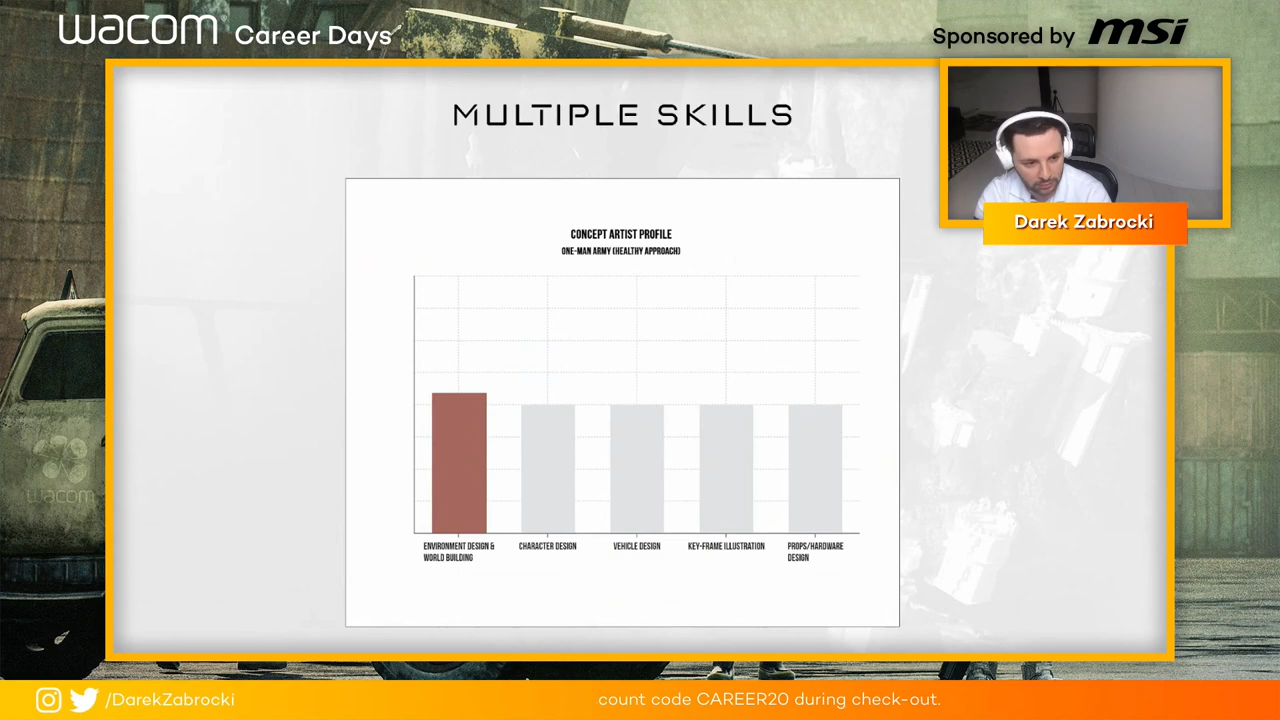 wacom Career Days
Sponsored by msi
MULTIPLE SKILLS
CONCEPT ARTIST PROFILE
ONE-MAN ARMY (HEALTHY APPROACH)
Darek Zabrocki
ENVIRONMENT DESIGN &
WORLD BUILDING
CHARACTER DESIGN
VEHICLE DESIGN
KEY-FRAME ILLUSTRATION
PROPS/HARDWARE
DESIGN
wacom
/DarekZabrocki
count code CAREER20 during check-out.